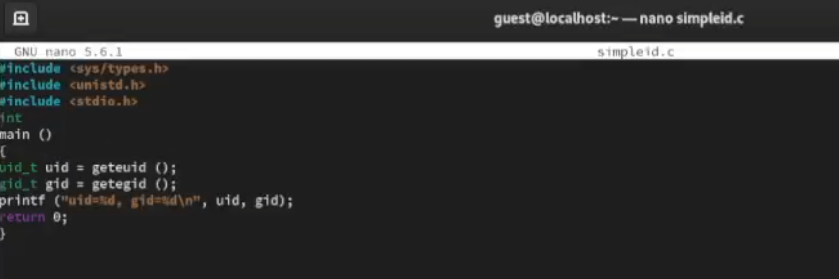 guest@localhost:~ — nano simpleid.c
GNU nano 5.6.1 simpleid.c
#include <sys/types.h>
#include <unistd.h>
#include <stdio.h>
int
main ()
{
uid_t uid = geteuid ();
gid_t gid = getegid ();
printf ("uid=%d, gid=%d\n", uid, gid);
return 0;
}